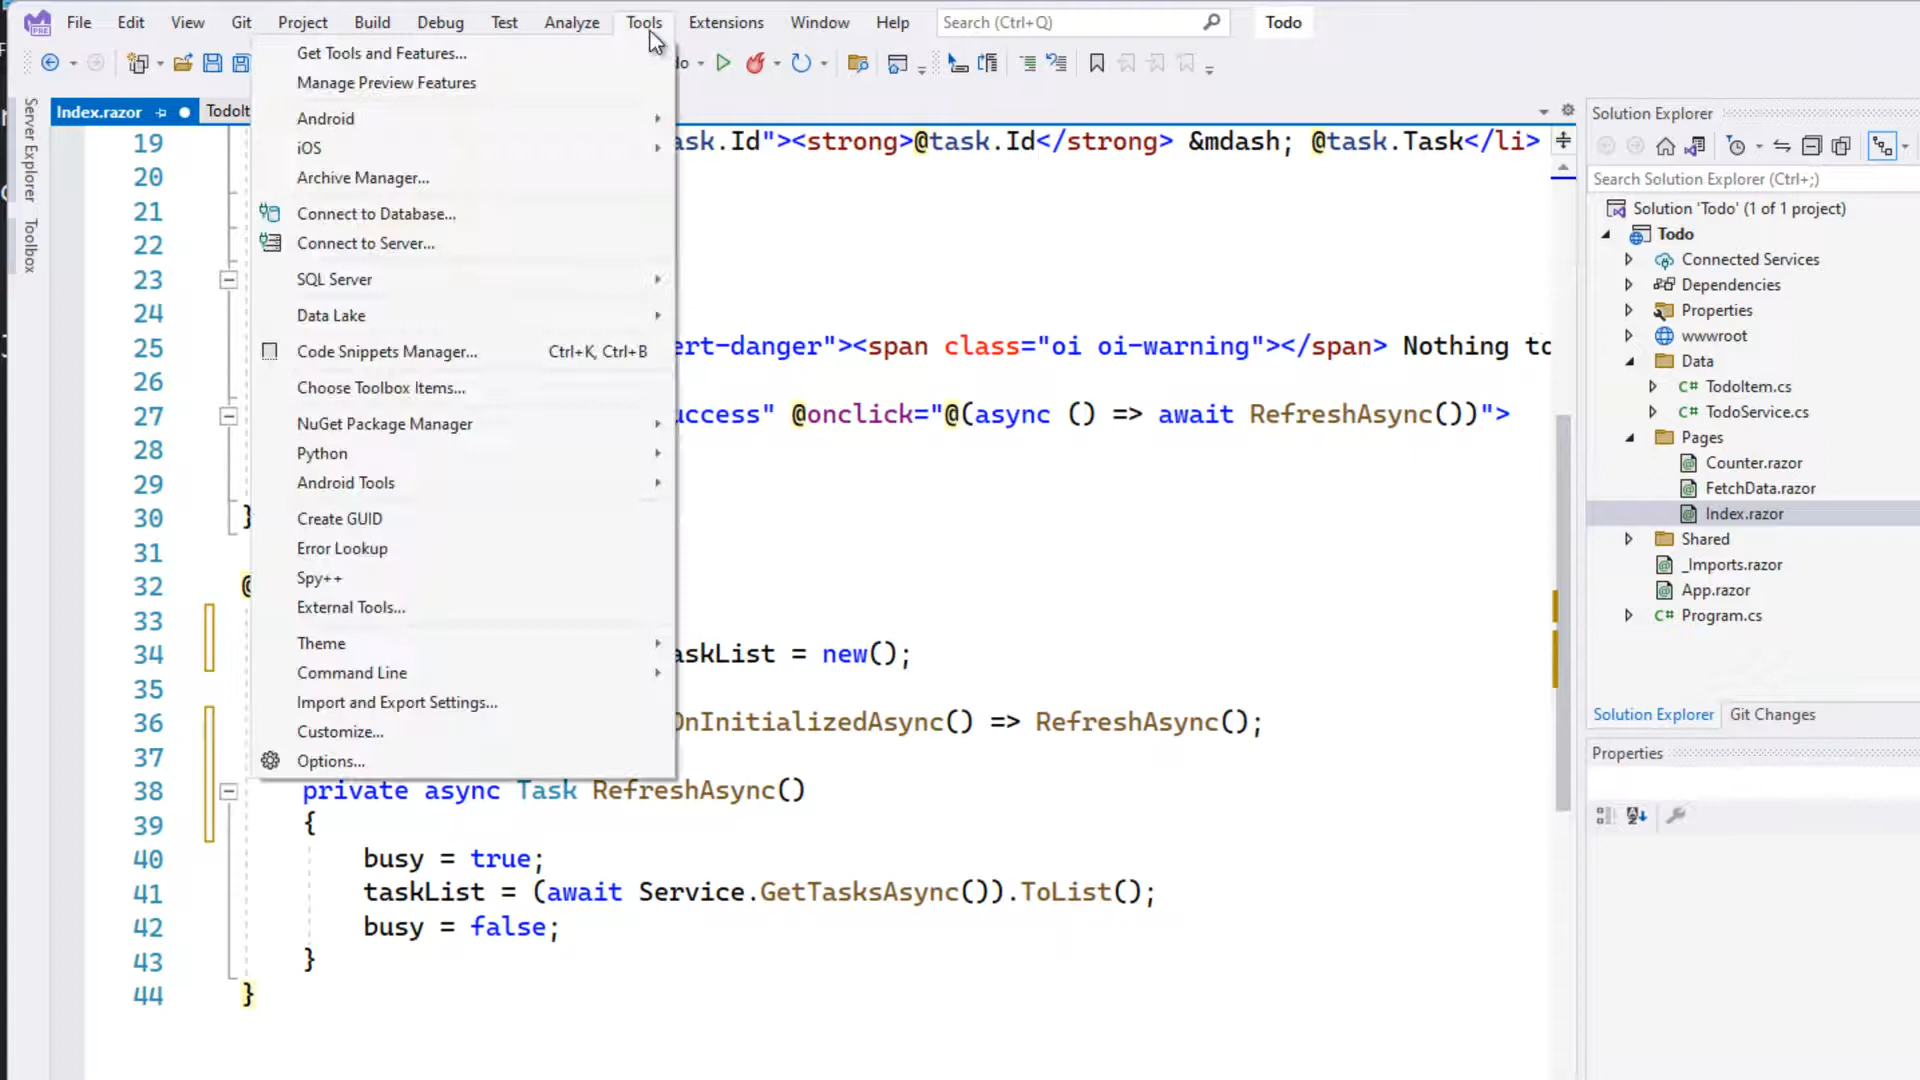 File Edit View Git Project Build Debug Test Analyze Tools Extensions Window Help Search (Ctrl+Q) Todo
PRE
Server Explorer
Toolbox
Get Tools and Features...
Manage Preview Features
Android
iOS
Archive Manager...
Connect to Database...
Connect to Server...
SQL Server
Data Lake
Code Snippets Manager... Ctrl+K, Ctrl+B
Choose Toolbox Items...
NuGet Package Manager
Python
Android Tools
Create GUID
Error Lookup
Spy++
External Tools...
Theme
Command Line
Import and Export Settings...
Customize...
Options...
Index.razor TodoIt
19 ask.Id"><strong>@task.Id</strong> &mdash; @task.Task</li>
20
21
22
23
24
25 ert-danger"><span class="oi oi-warning"></span> Nothing to
26
27 uccess" @onclick="@(async () => await RefreshAsync())">
28
29
30 }
31
32 @
33
34 askList = new();
35
36 OnInitializedAsync() => RefreshAsync();
37
38 private async Task RefreshAsync()
39 {
40 busy = true;
41 taskList = (await Service.GetTasksAsync()).ToList();
42 busy = false;
43 }
44 }
Solution Explorer
Search Solution Explorer (Ctrl+;)
Solution 'Todo' (1 of 1 project)
Todo
Connected Services
Dependencies
Properties
wwwroot
Data
C# TodoItem.cs
C# TodoService.cs
Pages
Counter.razor
FetchData.razor
Index.razor
Shared
_Imports.razor
App.razor
C# Program.cs
Solution Explorer Git Changes
Properties